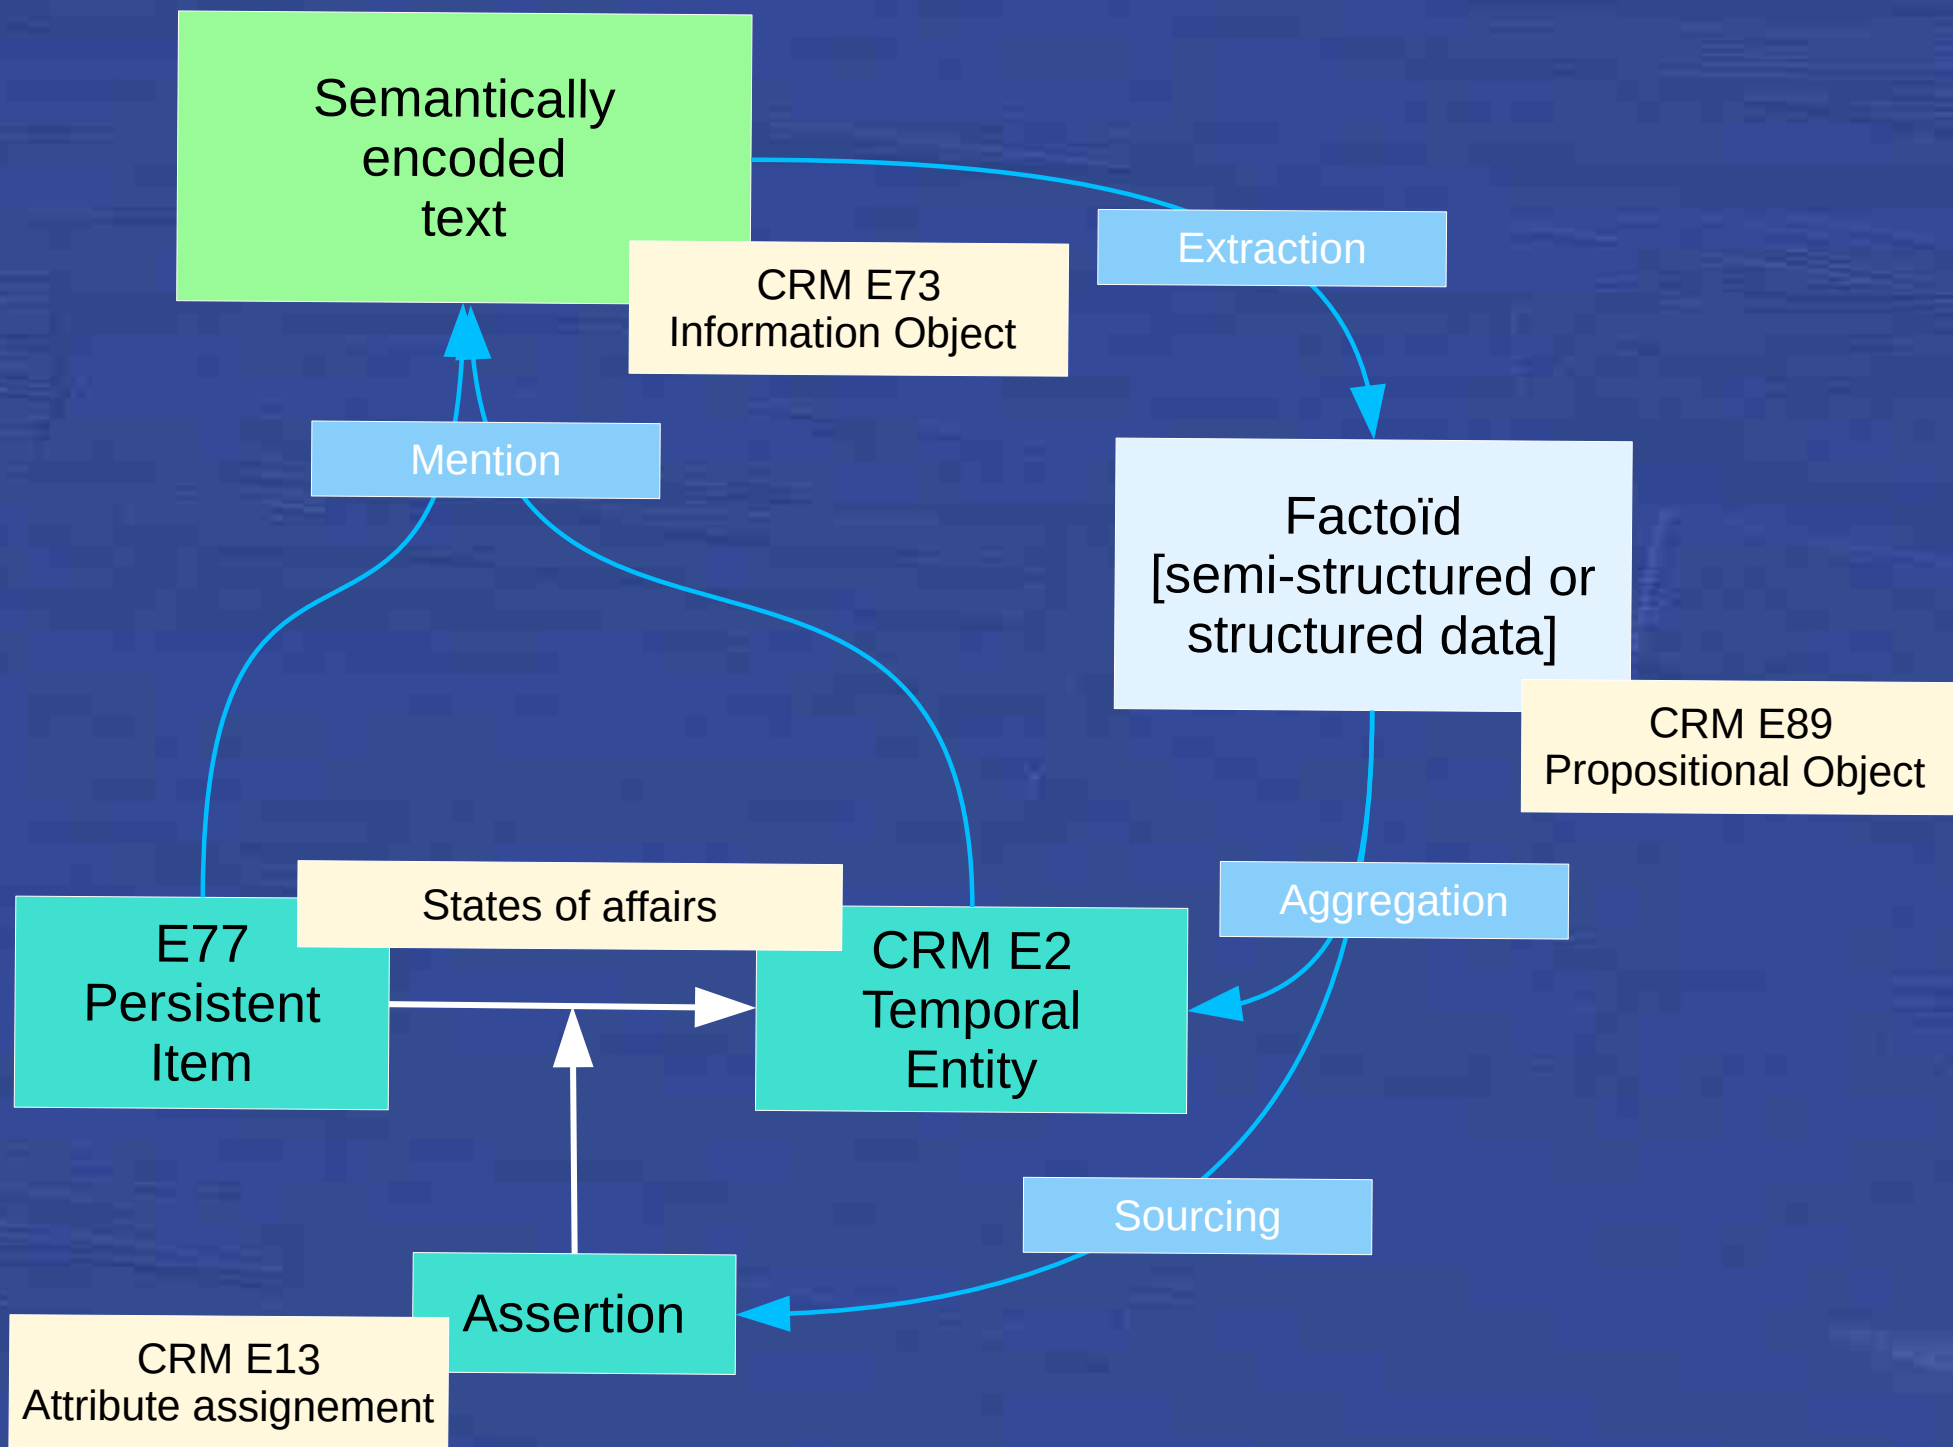 Semantically
encoded
text
CRM E73
Information Object
Extraction
Mention
Factoïd
[semi-structured or
structured data]
CRM E89
Propositional Object
States of affairs
Aggregation
E77
Persistent
Item
CRM E2
Temporal
Entity
Sourcing
Assertion
CRM E13
Attribute assignement